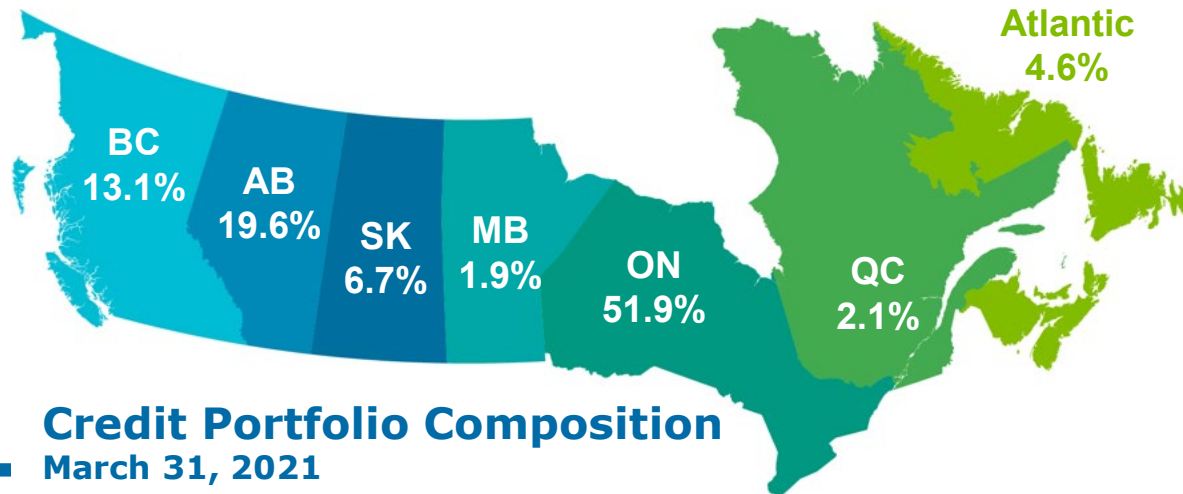 Atlantic
4.6%
BC
13.1%
AB
19.6%
SK
6.7%
MB
1.9%
ON
51.9%
QC
2.1%
Credit Portfolio Composition
March 31, 2021